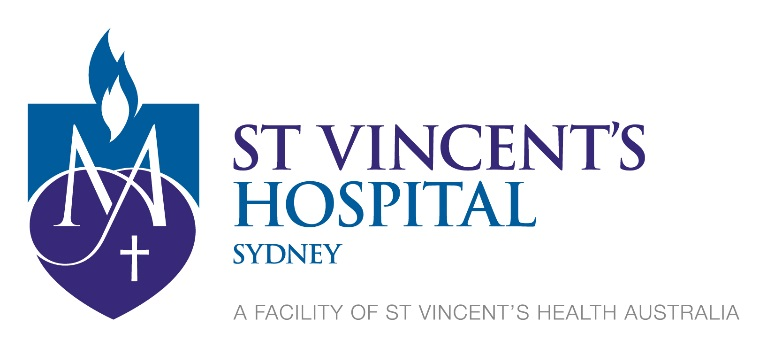 M
ST VINCENT'S
HOSPITAL
SYDNEY
A FACILITY OF ST VINCENT'S HEALTH AUSTRALIA